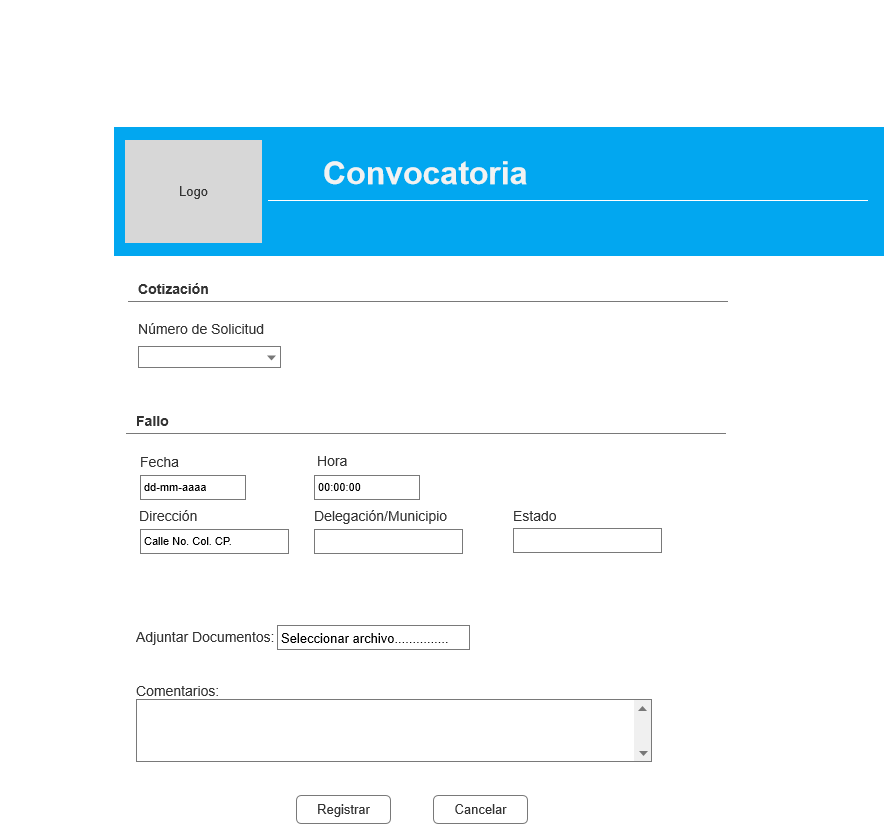 Logo
Convocatoria
Cotización
Número de Solicitud
Fallo
Fecha
Hora
dd-mm-aaaa
00:00:00
Dirección
Delegación/Municipio
Estado
Calle No. Col. CP.
Adjuntar Documentos:
Seleccionar archivo...............
Comentarios:
Registrar
Cancelar